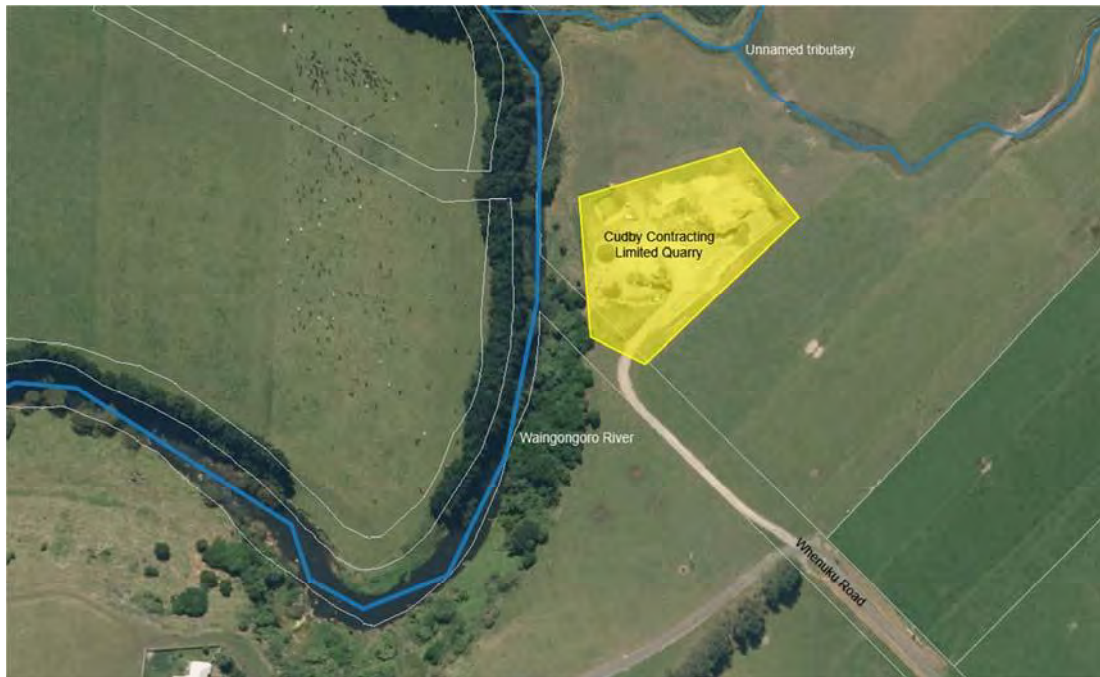 Unnamed tributary
Cudby Contracting
Limited Quarry
Waingongoro River
Whenuku Road